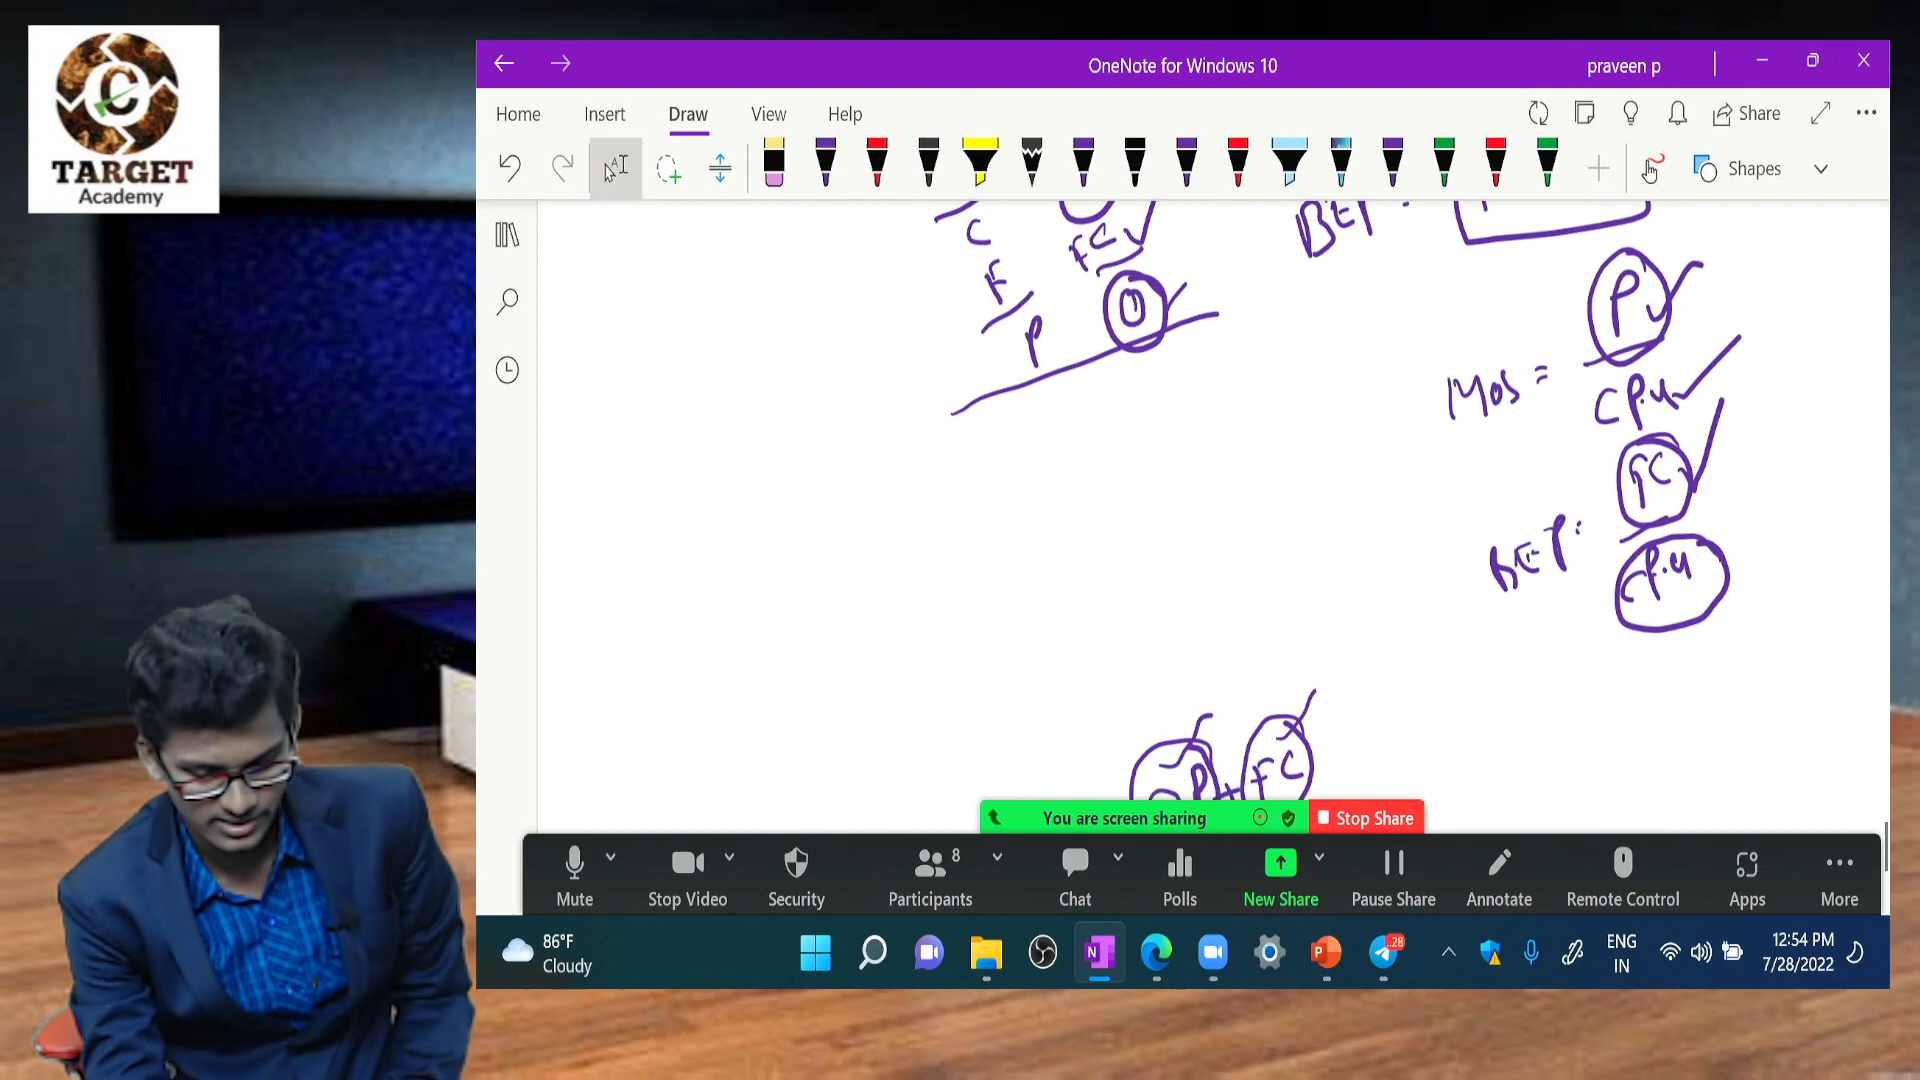 C
TARGET
Academy
OneNote for Windows 10
praveen p
Home Insert Draw View Help
Share
Shapes
C FC
BEP:
F
P 0
P
MOS =
C P.U
FC
BEP:
C P.U
P + FC
You are screen sharing
Stop Share
8
Mute Stop Video Security Participants Chat Polls New Share Pause Share Annotate Remote Control Apps More
86°F
Cloudy
28
ENG
IN
12:54 PM
7/28/2022